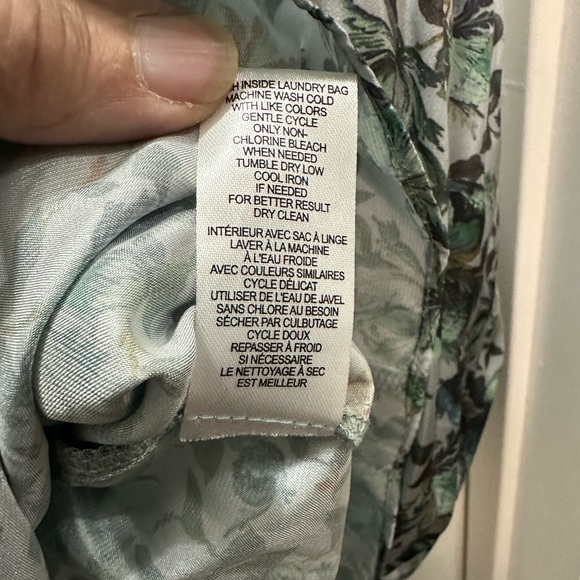 H INSIDE LAUNDRY BAG
MACHINE WASH COLD
WITH LIKE COLORS
GENTLE CYCLE
ONLY NON-
CHLORINE BLEACH
WHEN NEEDED
TUMBLE DRY LOW
COOL IRON
IF NEEDED
FOR BETTER RESULT
DRY CLEAN
INTÉRIEUR AVEC SAC À LINGE
LAVER À LA MACHINE
À L'EAU FROIDE
AVEC COULEURS SIMILAIRES
CYCLE DÉLICAT
UTILISER DE L'EAU DE JAVEL
SANS CHLORE AU BESOIN
SÉCHER PAR CULBUTAGE
CYCLE DOUX
REPASSER À FROID
SI NÉCESSAIRE
LE NETTOYAGE À SEC
EST MEILLEUR